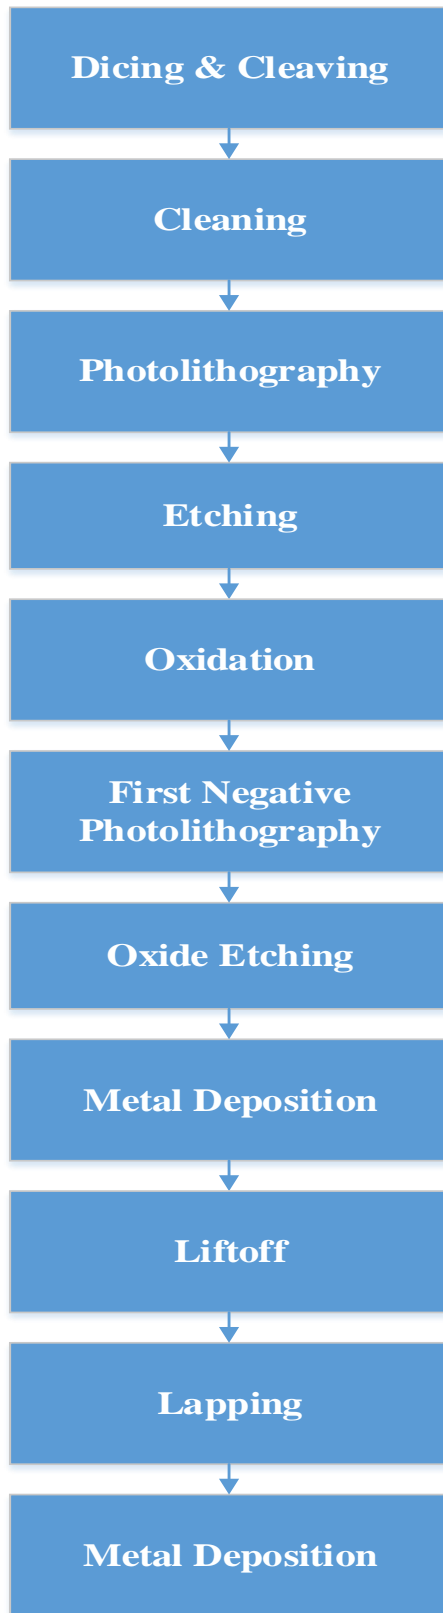 Dicing & Cleaving
Cleaning
Photolithography
Etching
Oxidation
First Negative
Photolithography
Oxide Etching
Metal Deposition
Liftoff
Lapping
Metal Deposition